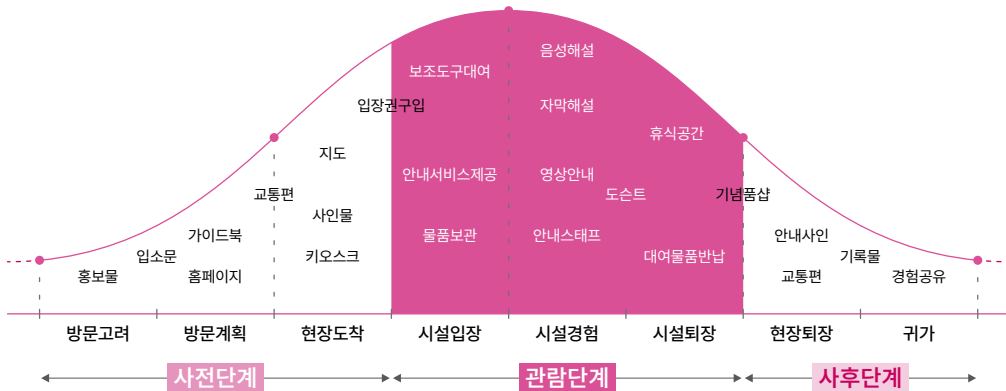 음성해설
보조도구대여
입장권구입
자막해설
휴식공간
지도
안내서비스제공
영상안내
교통편
도슨트
기념품샵
사인물
가이드북
물품보관
안내스태프
안내사인
입소문
키오스크
대여물품반납
기록물
홍보물
홈페이지
교통편
경험공유
방문고려
방문계획
현장도착
시설입장
시설경험
시설퇴장
현장퇴장
귀가
사전단계
관람단계
사후단계